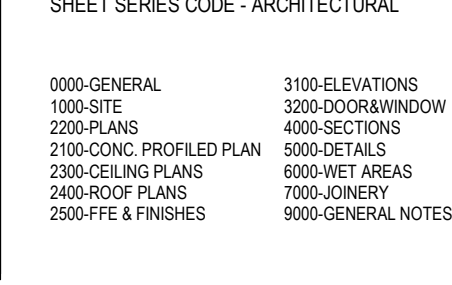 SHEET SERIES CODE - ARCHITECTURAL
0000-GENERAL
1000-SITE
2200-PLANS
2100-CONC. PROFILED PLAN
2300-CEILING PLANS
2400-ROOF PLANS
2500-FFE & FINISHES
3100-ELEVATIONS
3200-DOOR&WINDOW
4000-SECTIONS
5000-DETAILS
6000-WET AREAS
7000-JOINERY
9000-GENERAL NOTES